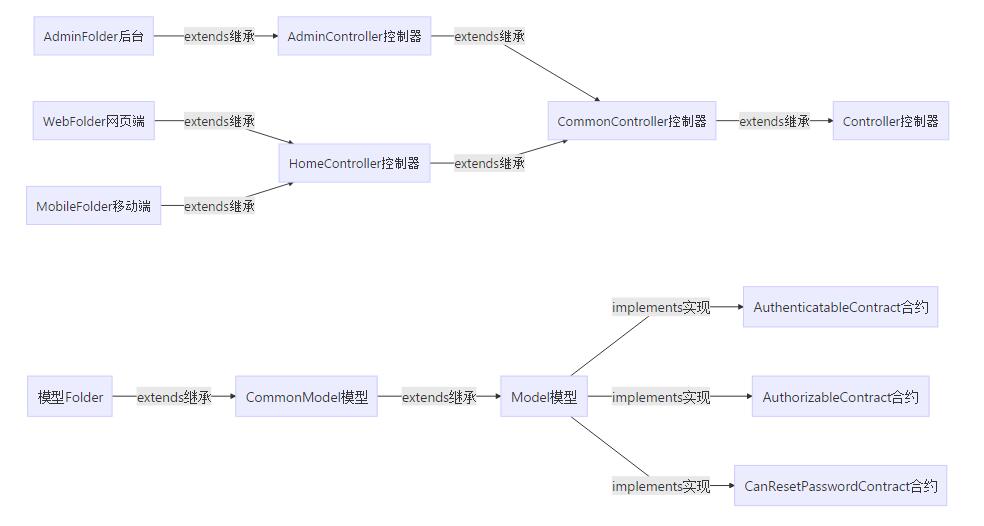 AdminFolder后台
extends继承
AdminController控制器
extends继承
WebFolder网页端
extends继承
CommonController控制器
extends继承
Controller控制器
HomeController控制器
extends继承
MobileFolder移动端
extends继承
implements实现
AuthenticatableContract合约
模型Folder
extends继承
CommonModel模型
extends继承
Model模型
implements实现
AuthorizableContract合约
implements实现
CanResetPasswordContract合约